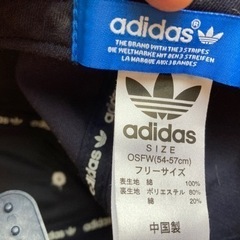 adidas®
THE BRAND WITH THE 3 STRIPES
DIE WELTMARKE MIT DEN 3 STREIFEN
LA MARQUE AUX 3 BANDES
adidas
SIZE
OSFW(54-57cm)
フリーサイズ
表生地 綿 100%
裏生地 ポリエステル 80%
綿 20%
中国製
adidas